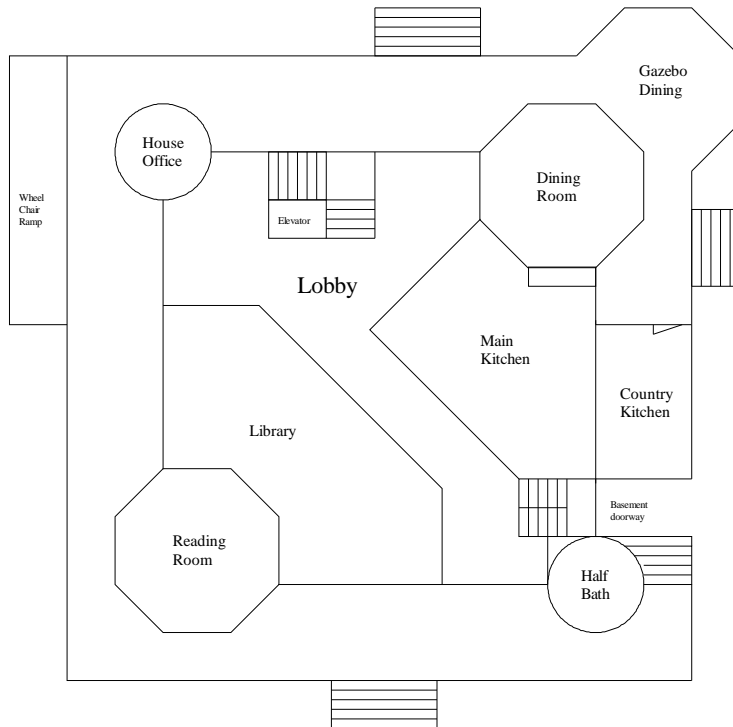 Gazebo
Dining
House
Office
Dining
Room
Wheel
Chair
Ramp
Elevator
Lobby
Main
Kitchen
Country
Kitchen
Library
Basement
doorway
Reading
Room
Half
Bath